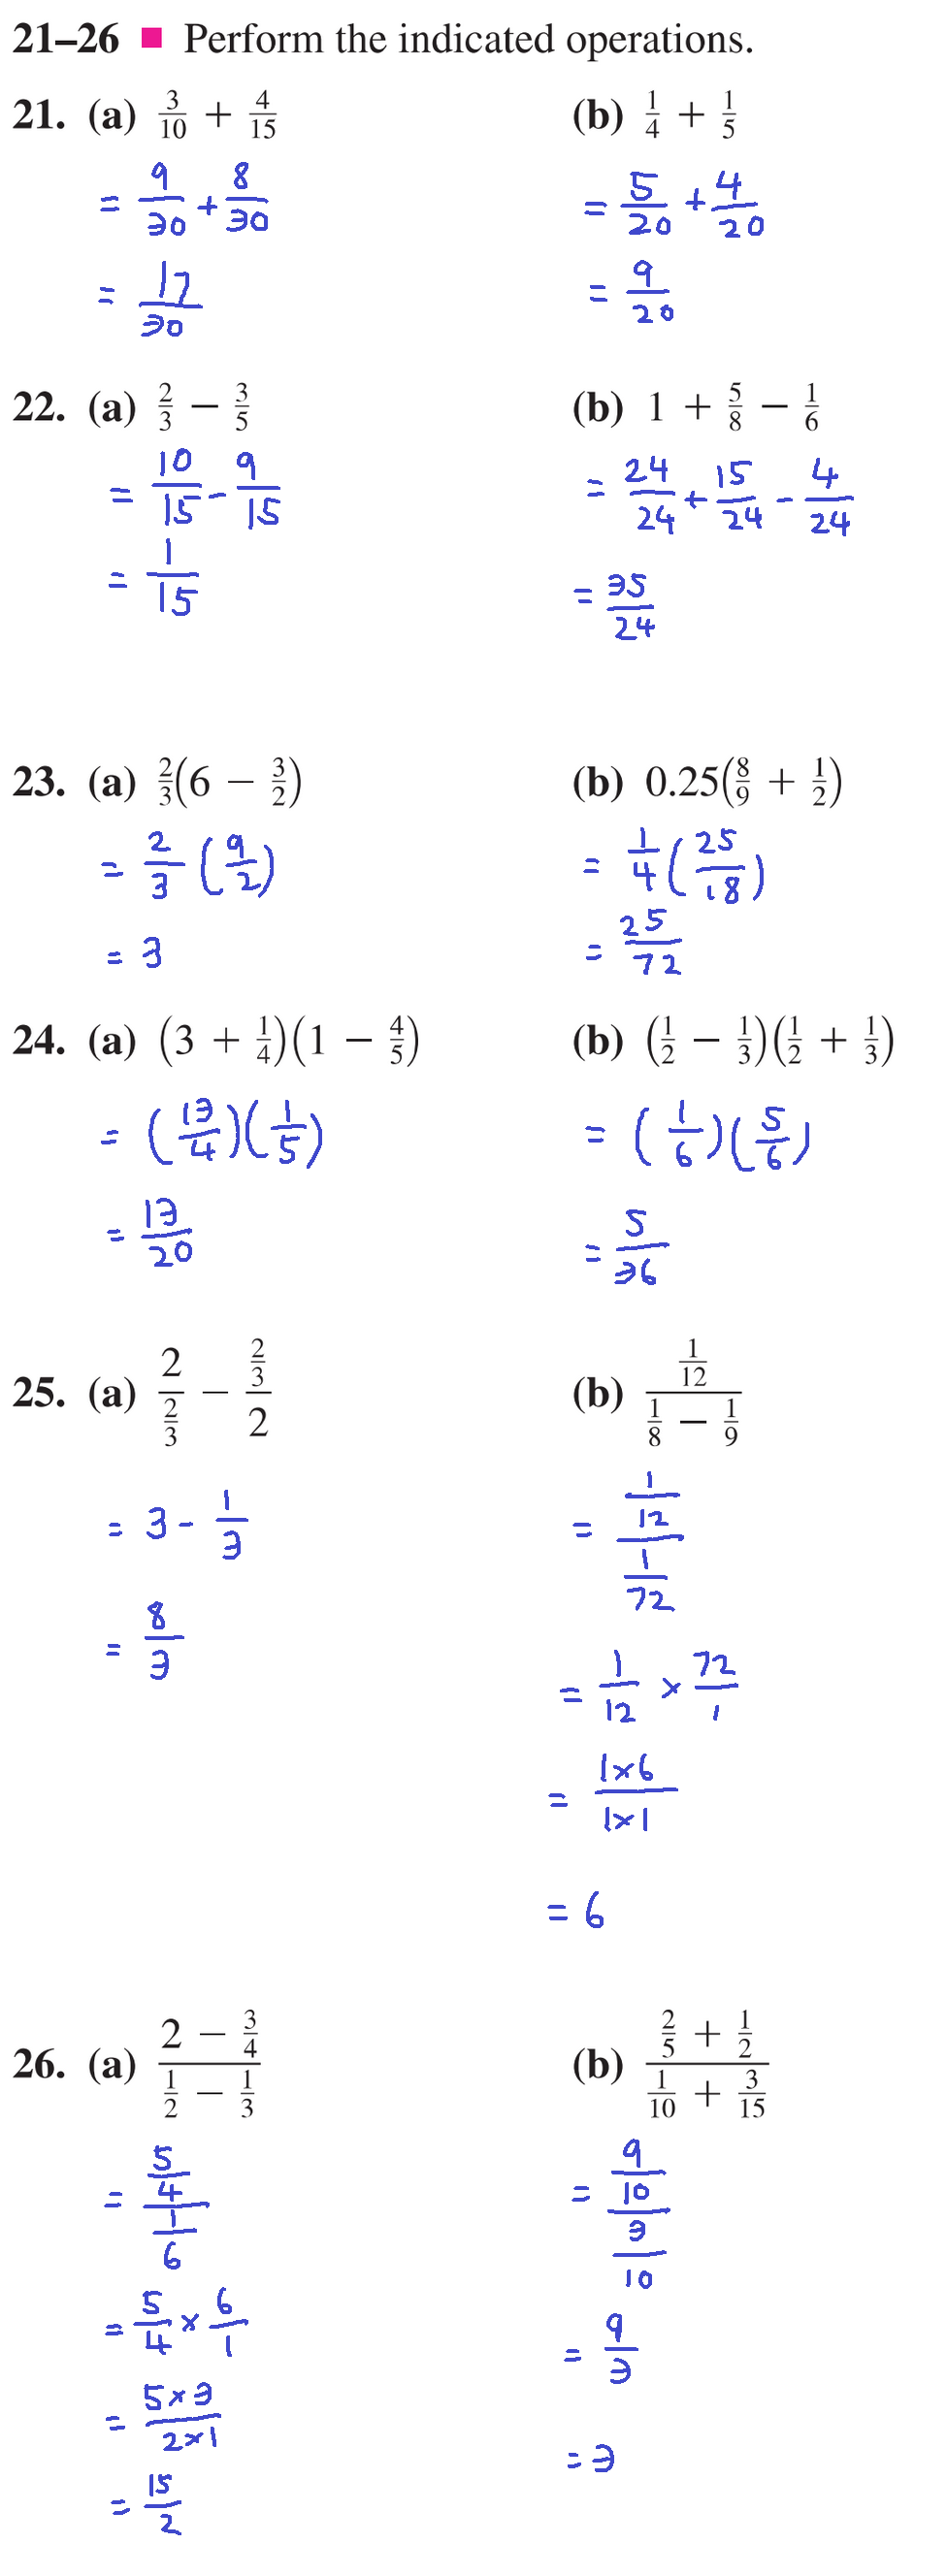 21–26 ■ Perform the indicated operations.
21. (a) 3/10 + 4/15
= 9/30 + 8/30
= 17/30
(b) 1/4 + 1/5
= 5/20 + 4/20
= 9/20
22. (a) 2/3 − 3/5
= 10/15 - 9/15
= 1/15
(b) 1 + 5/8 − 1/6
= 24/24 + 15/24 - 4/24
= 35/24
23. (a) 2/3(6 − 3/2)
= 2/3 (9/2)
= 3
(b) 0.25(8/9 + 1/2)
= 1/4 (25/18)
= 25/72
24. (a) (3 + 1/4)(1 − 4/5)
= (13/4)(1/5)
= 13/20
(b) (1/2 − 1/3)(1/2 + 1/3)
= (1/6)(5/6)
= 5/36
25. (a) 2/(2/3) − (2/3)/2
= 3 - 1/3
= 8/3
(b) (1/12)/(1/8 − 1/9)
= (1/12)/(1/72)
= 1/12 × 72/1
= (1×6)/(1×1)
= 6
26. (a) (2 − 3/4)/(1/2 − 1/3)
= (5/4)/(1/6)
= 5/4 × 6/1
= (5×3)/(2×1)
= 15/2
(b) (2/5 + 1/2)/(1/10 + 3/15)
= (9/10)/(3/10)
= 9/3
= 3